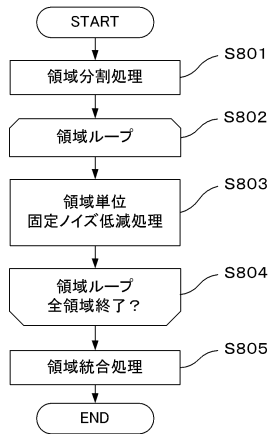 START
領域分割処理
S801
領域ループ
S802
領域単位
固定ノイズ低減処理
S803
領域ループ
全領域終了？
S804
領域統合処理
S805
END